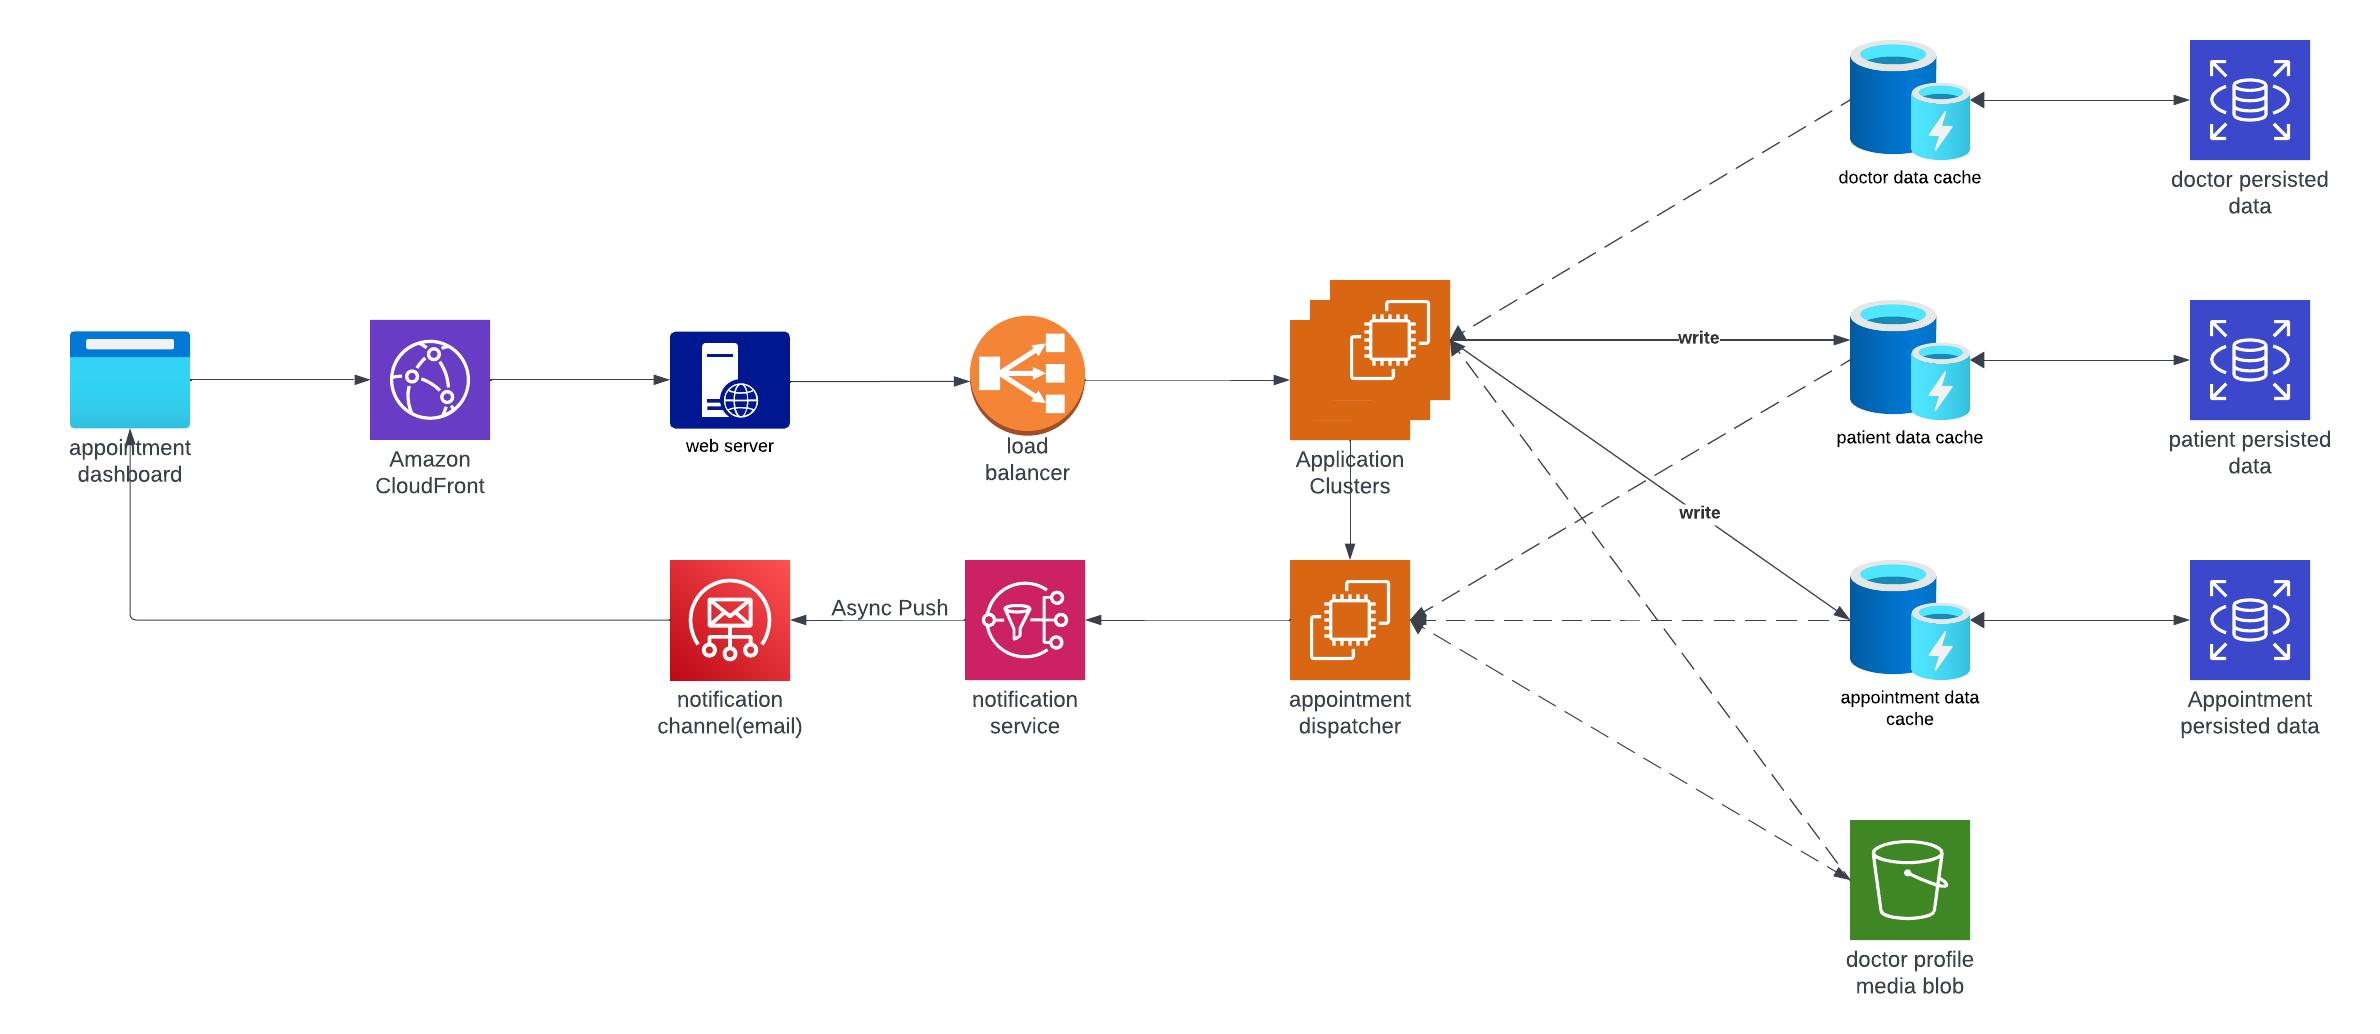 doctor data cache
doctor persisted
data
write
appointment
dashboard
Amazon
CloudFront
web server
load
balancer
Application
Clusters
patient data cache
patient persisted
data
write
Async Push
notification
channel(email)
notification
service
appointment
dispatcher
appointment data
cache
Appointment
persisted data
doctor profile
media blob